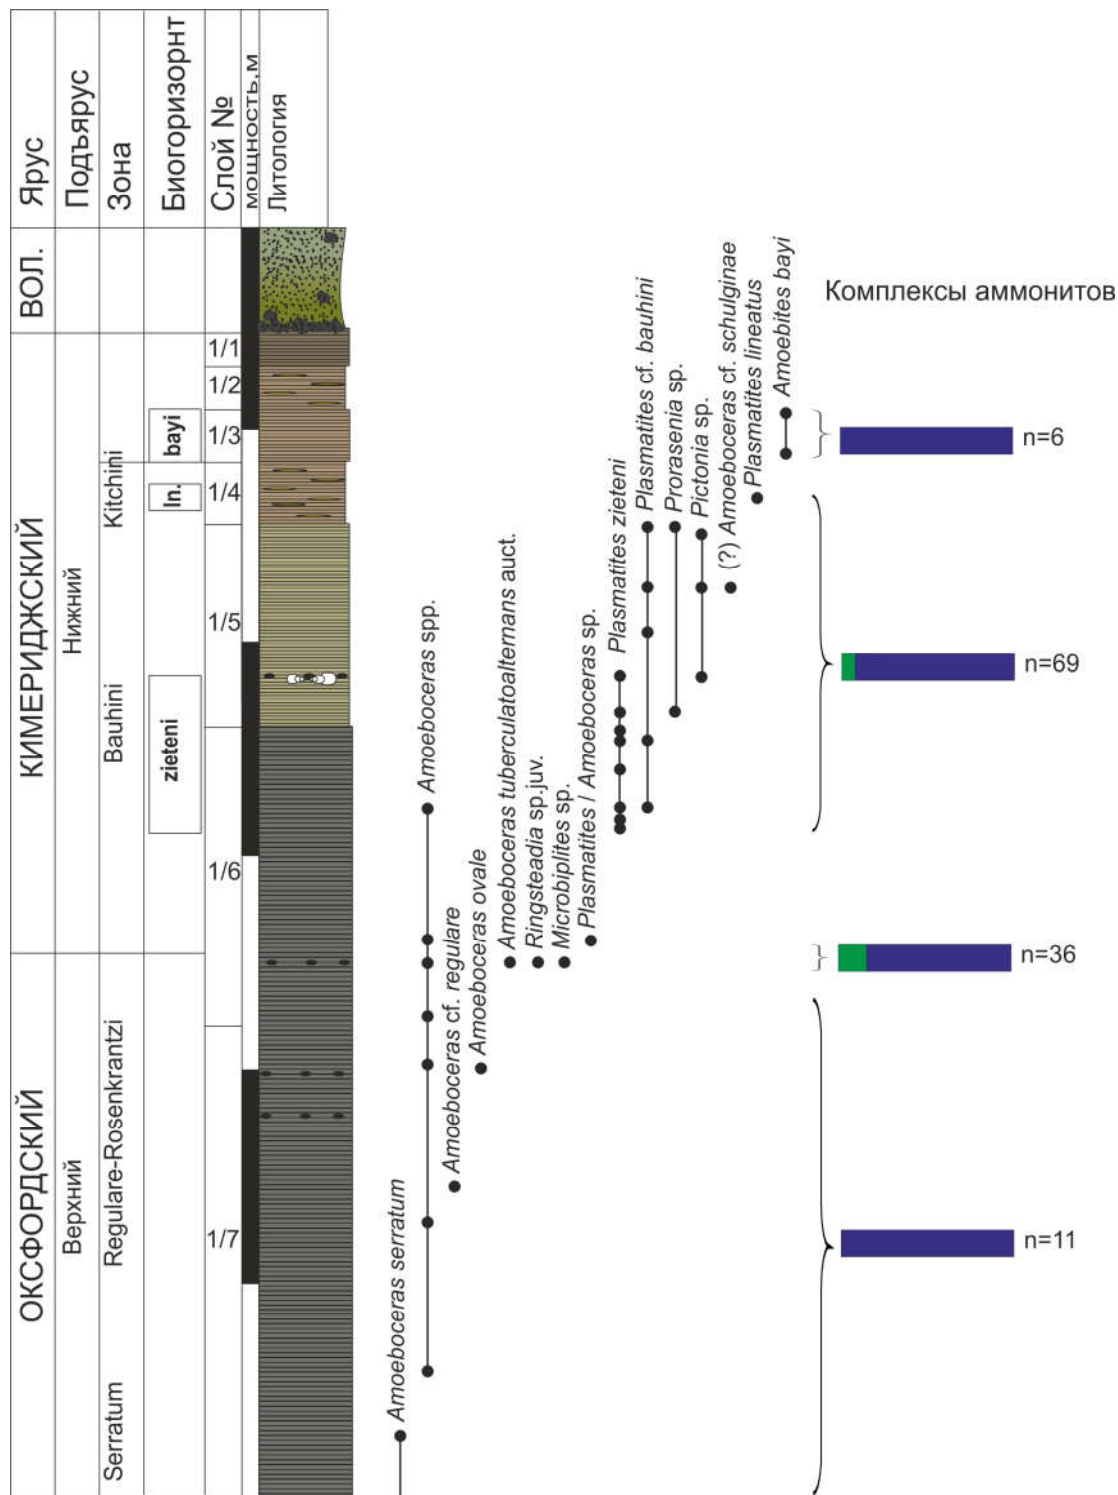 Ярус
Подъярус
Зона
Биогоризорнт
Слой №
мощность,м
Литология
ВОЛ.
КИМЕРИДЖСКИЙ
ОКСФОРДСКИЙ
Нижний
Верхний
Kitchini
Bauhini
Regulare-Rosenkrantzi
Serratum
bayi
ln.
zieteni
1/1
1/2
1/3
1/4
1/5
1/6
1/7
Amoeboceras serratum
Amoeboceras spp.
Amoeboceras cf. regulare
Amoeboceras ovale
Amoeboceras tuberculatoalternans auct.
Ringsteadia sp.juv.
Microbiplites sp.
Plasmatites / Amoeboceras sp.
Plasmatites zieteni
Plasmatites cf. bauhini
Prorasenia sp.
Pictonia sp.
(?) Amoeboceras cf. schulginae
Plasmatites lineatus
Amoebites bayi
Комплексы аммонитов
n=6
n=69
n=36
n=11